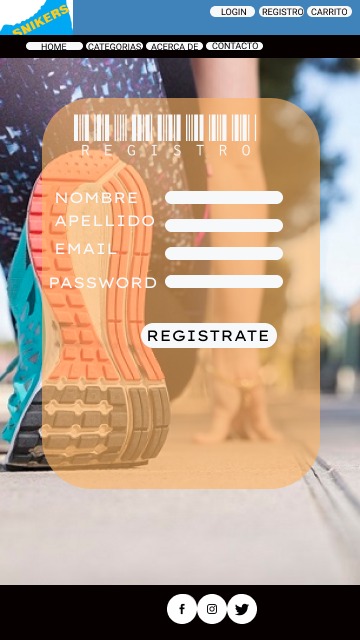 SNIKERS
LOGIN REGISTRO CARRITO
HOME CATEGORIAS ACERCA DE CONTACTO
REGISTRO
NOMBRE
APELLIDO
EMAIL
PASSWORD
REGISTRATE